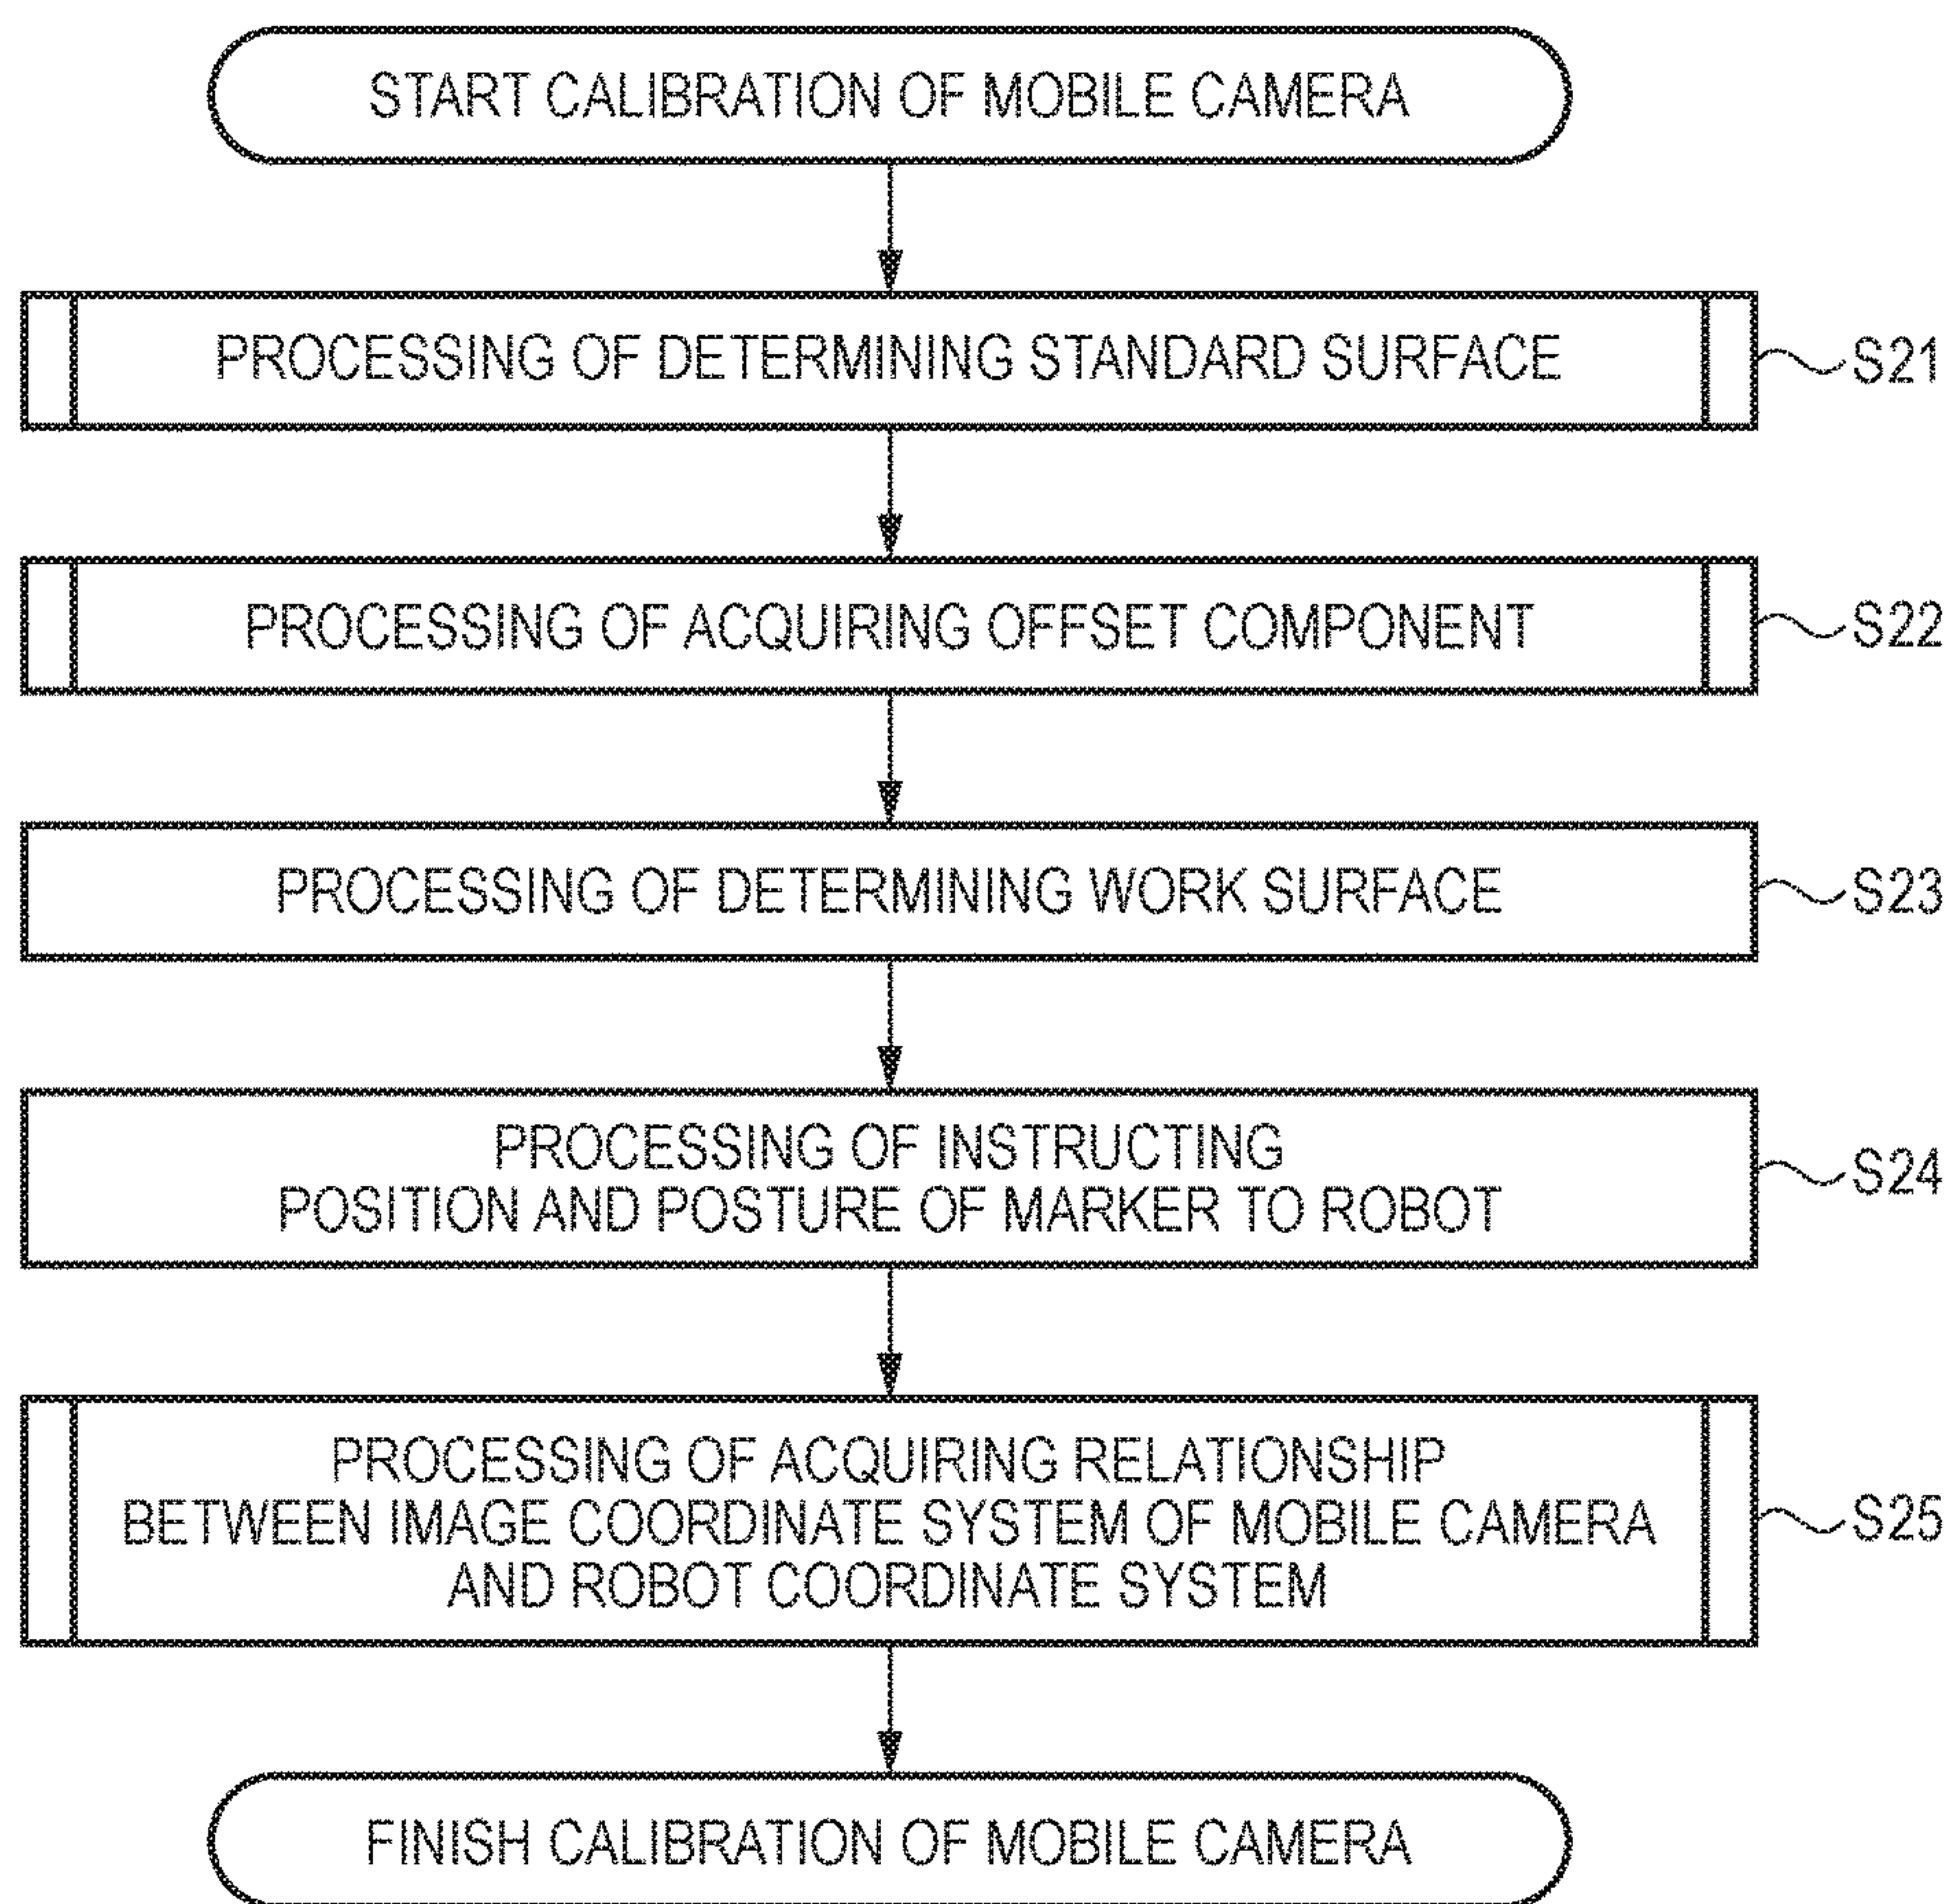 START CALIBRATION OF MOBILE CAMERA
PROCESSING OF DETERMINING STANDARD SURFACE
S21
PROCESSING OF ACQUIRING OFFSET COMPONENT
S22
PROCESSING OF DETERMINING WORK SURFACE
S23
PROCESSING OF INSTRUCTING
POSITION AND POSTURE OF MARKER TO ROBOT
S24
PROCESSING OF ACQUIRING RELATIONSHIP
BETWEEN IMAGE COORDINATE SYSTEM OF MOBILE CAMERA
AND ROBOT COORDINATE SYSTEM
S25
FINISH CALIBRATION OF MOBILE CAMERA